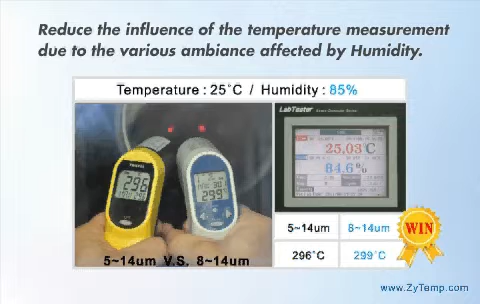 Reduce the influence of the temperature measurement
due to the various ambiance affected by Humidity.
Temperature : 25˚C / Humidity : 85%
LabTester
25.03℃
84.6%
296
299
5~14um V.S. 8~14um
5~14um 8~14um
296˚C 299˚C
WIN
www.ZyTemp.com